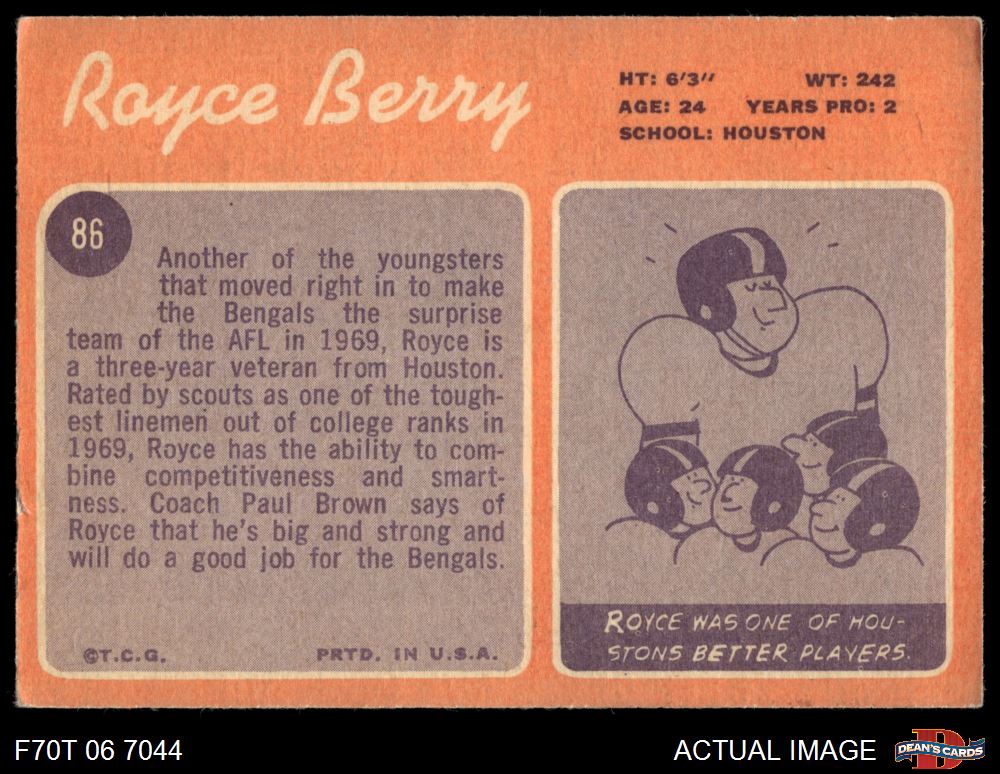 Royce Berry
HT: 6'3" WT: 242
AGE: 24 YEARS PRO: 2
SCHOOL: HOUSTON
86
Another of the youngsters
that moved right in to make
the Bengals the surprise
team of the AFL in 1969, Royce is
a three-year veteran from Houston.
Rated by scouts as one of the tough-
est linemen out of college ranks in
1969, Royce has the ability to com-
bine competitiveness and smart-
ness. Coach Paul Brown says of
Royce that he's big and strong and
will do a good job for the Bengals.
©T.C.G. PRTD. IN U.S.A.
ROYCE WAS ONE OF HOU-
STONS BETTER PLAYERS.
F70T 06 7044
ACTUAL IMAGE
D
DEAN'S CARDS